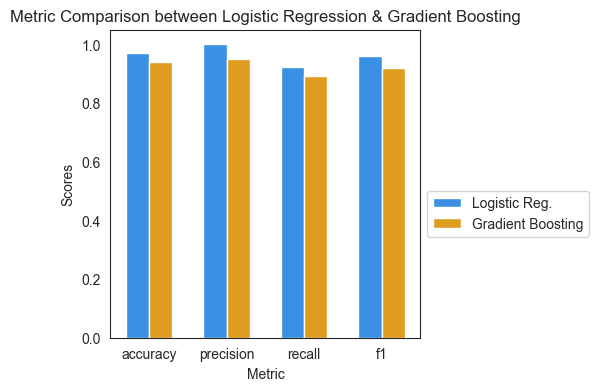 Metric Comparison between Logistic Regression & Gradient Boosting
1.0
0.8
0.6
0.4
0.2
0.0
Scores
accuracy precision recall f1
Metric
Logistic Reg.
Gradient Boosting